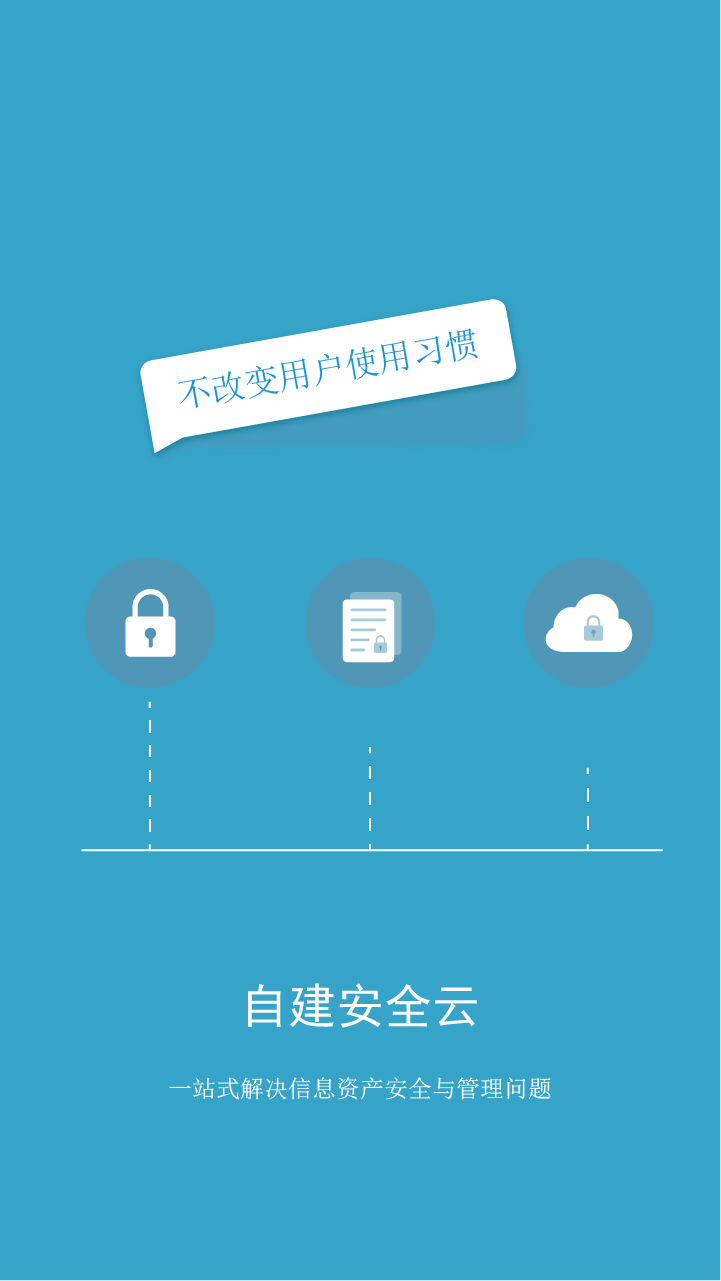 不改变用户使用习惯
自建安全云
一站式解决信息资产安全与管理问题